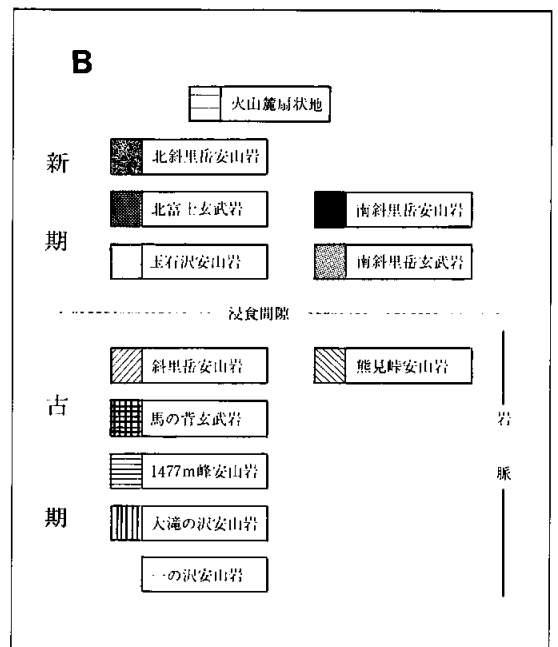 B
火山麓扇状地
新
北斜里岳安山岩
北富士玄武岩
南斜里岳安山岩
期
玉石沢安山岩
南斜里岳玄武岩
浸食間隙
斜里岳安山岩
熊見峠安山岩
古
馬の背玄武岩
岩
1477m峰安山岩
脈
期
大滝の沢安山岩
一の沢安山岩